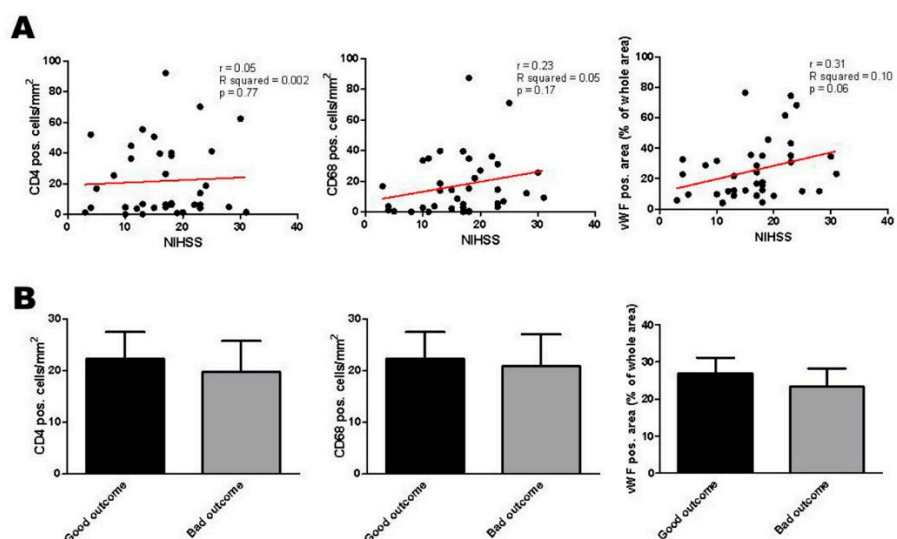 A
CD4 pos. cells/mm²
100
80
60
40
20
0
0
10
20
30
40
NIHSS
r = 0.05
R squared = 0.002
p = 0.77
CD68 pos. cells/mm²
100
80
60
40
20
0
0
10
20
30
40
NIHSS
r = 0.23
R squared = 0.05
p = 0.17
vWF pos. area (% of whole area)
100
80
60
40
20
0
0
10
20
30
40
NIHSS
r = 0.31
R squared = 0.10
p = 0.06
B
CD4 pos. cells/mm²
30
20
10
0
Good outcome
Bad outcome
CD68 pos. cells/mm²
30
20
10
0
Good outcome
Bad outcome
vWF pos. area (% of whole area)
40
30
20
10
0
Good outcome
Bad outcome